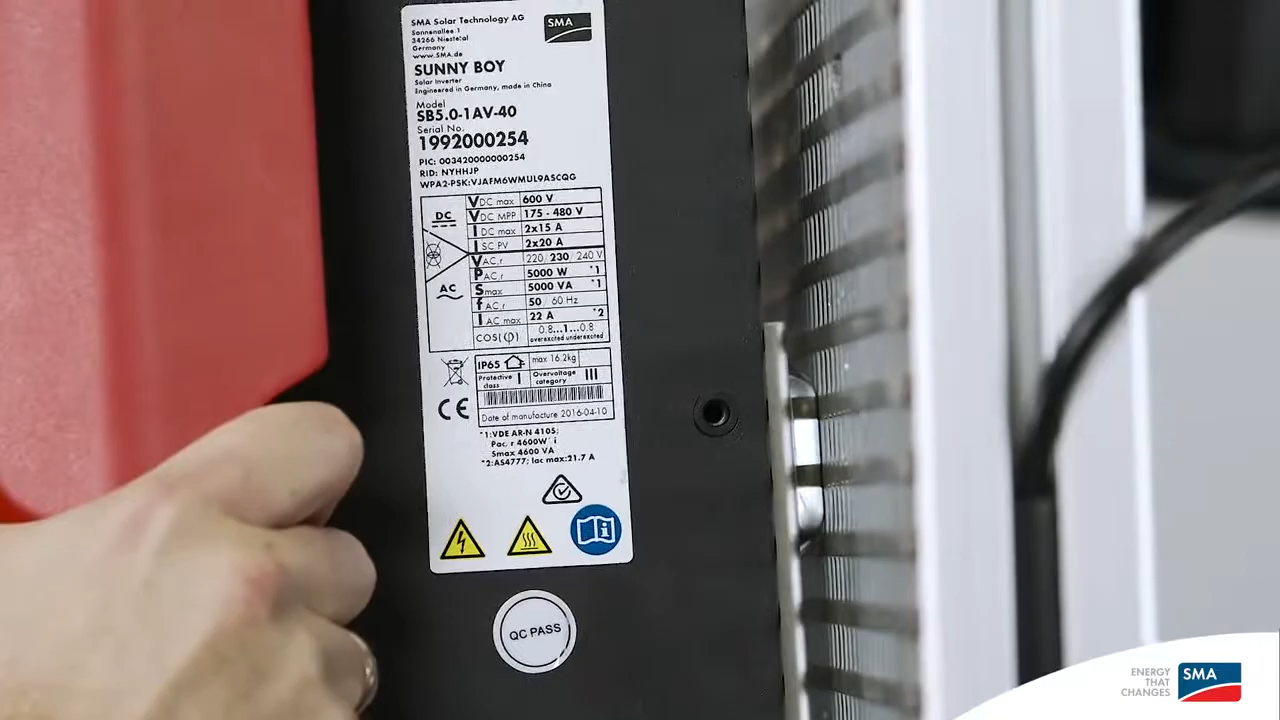 SMA Solar Technology AG
Sonnenallee 1
34266 Niestetal
Germany
www.SMA.de
SMA
SUNNY BOY
Solar Inverter
Engineered in Germany, made in China
Model
SB5.0-1AV-40
Serial No.
1992000254
PIC: 003420000000254
RID: NYHHJP
WPA2-PSK:VJAFM6WMUL9ASCQG
DC
VDC max 600 V
VDC MPP 175 - 480 V
IDC max 2x15 A
ISC PV 2x20 A
AC
VAC,r 220/ 230/ 240 V
PAC,r 5000 W *1
Smax 5000 VA *1
fAC,r 50/ 60 Hz
IAC max 22 A *2
COS(φ) 0.8...1...0.8
overexcited underexcited
IP65 max 16.2kg
Protective class I Overvoltage category III
CE
Date of manufacture 2016-04-10
*1:VDE AR-N 4105;
Pac, r 4600W
Smax 4600 VA
*2:AS4777; Iac max:21.7 A
QC PASS
ENERGY
THAT
CHANGES
SMA